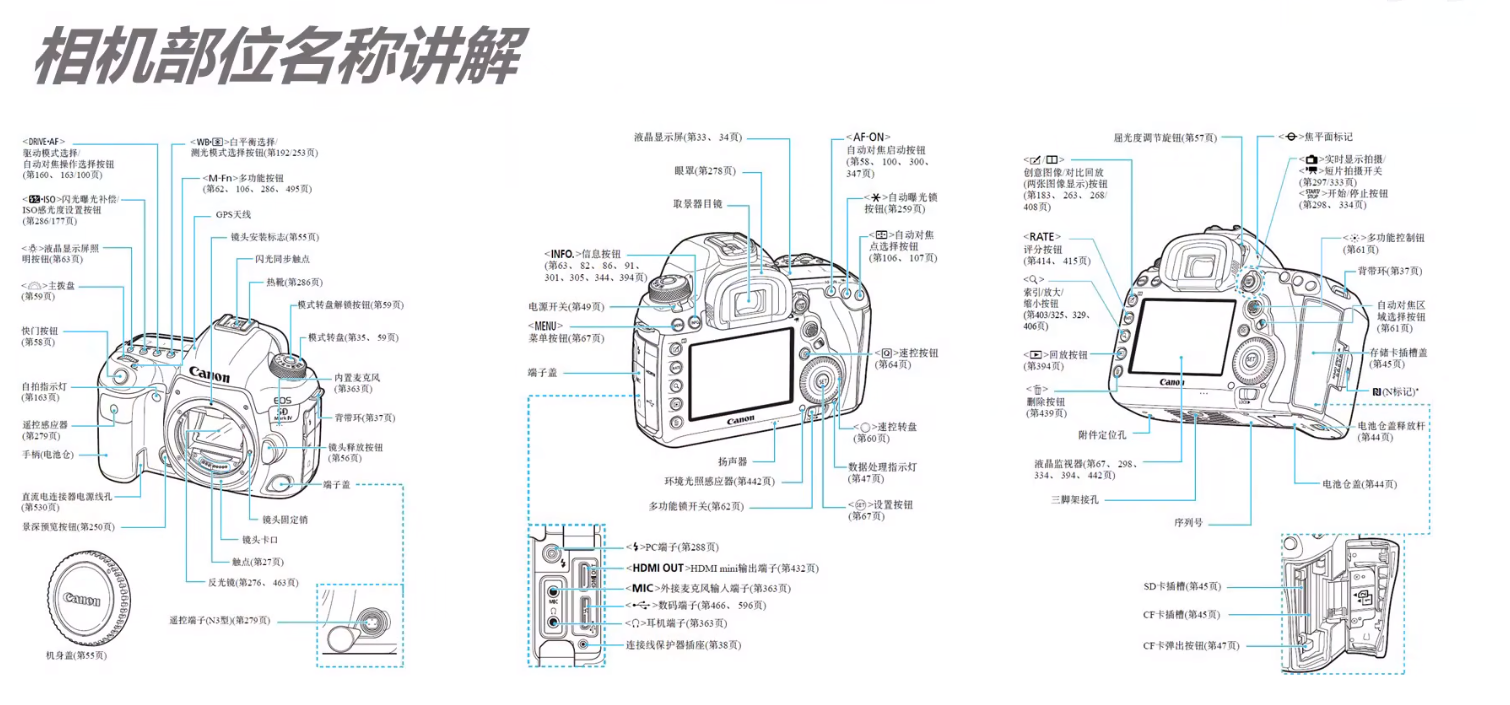 相机部位名称讲解
<DRIVE•AF>
驱动模式选择/
自动对焦操作选择按钮
(第160、163/100页)
<WB•>白平衡选择/
测光模式选择按钮(第192/253页)
<M-Fn>多功能按钮
(第62、106、286、495页)
<•ISO>闪光曝光补偿/
ISO感光度设置按钮
(第286/177页)
GPS天线
镜头安装标志(第55页)
<>液晶显示屏照
明按钮(第63页)
闪光同步触点
热靴(第286页)
<>主拨盘
(第59页)
模式转盘解锁按钮(第59页)
快门按钮
(第58页)
模式转盘(第35、59页)
自拍指示灯
(第163页)
内置麦克风
(第363页)
背带环(第37页)
遥控感应器
(第279页)
手柄(电池仓)
镜头释放按钮
(第56页)
端子盖
直流电连接器电源线孔
(第530页)
景深预览按钮(第250页)
镜头固定销
镜头卡口
触点(第27页)
反光镜(第276、463页)
遥控端子(N3型)(第279页)
机身盖(第55页)
Canon
EOS
5D
Mark IV
Canon
液晶显示屏(第33、34页)
眼罩(第278页)
取景器目镜
<AF-ON>
自动对焦启动按钮
(第58、100、300、
347页)
<✱>自动曝光锁
按钮(第259页)
<>自动对焦
点选择按钮
(第106、107页)
<INFO.>信息按钮
(第63、82、86、91、
301、305、344、394页)
电源开关(第49页)
<MENU>
菜单按钮(第67页)
端子盖
<Q>速控按钮
(第64页)
<○>速控转盘
(第60页)
数据处理指示灯
(第47页)
<SET>设置按钮
(第67页)
扬声器
环境光照感应器(第442页)
多功能锁开关(第62页)
Canon
<>PC端子(第288页)
<HDMI OUT>HDMI mini输出端子(第432页)
<MIC>外接麦克风输入端子(第363页)
<>数码端子(第466、596页)
<>耳机端子(第363页)
连接线保护器插座(第38页)
MIC
屈光度调节旋钮(第57页)
<>焦平面标记
</>
创意图像/对比回放
(两张图像显示)按钮
(第183、263、268/
408页)
<>实时显示拍摄/
<>短片拍摄开关
(第297/333页)
<START/STOP>开始/停止按钮
(第298、334页)
<RATE>
评分按钮
(第414、415页)
<>
索引/放大/
缩小按钮
(第403/325、329、
406页)
<>回放按钮
(第394页)
<>
删除按钮
(第439页)
<>多功能控制钮
(第61页)
背带环(第37页)
自动对焦区
域选择按钮
(第61页)
存储卡插槽盖
(第45页)
(N标记)*
附件定位孔
液晶监视器(第67、298、
334、394、442页)
三脚架接孔
序列号
电池仓盖释放杆
(第44页)
电池仓盖(第44页)
Canon
SD卡插槽(第45页)
CF卡插槽(第45页)
CF卡弹出按钮(第47页)